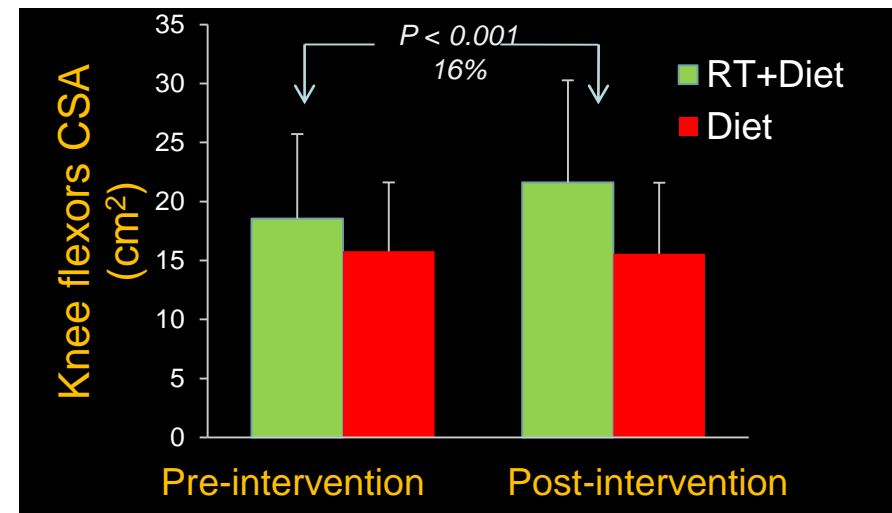 35
30
25
20
15
10
5
0
Knee flexors CSA
(cm²)
P < 0.001
16%
RT+Diet
Diet
Pre-intervention Post-intervention